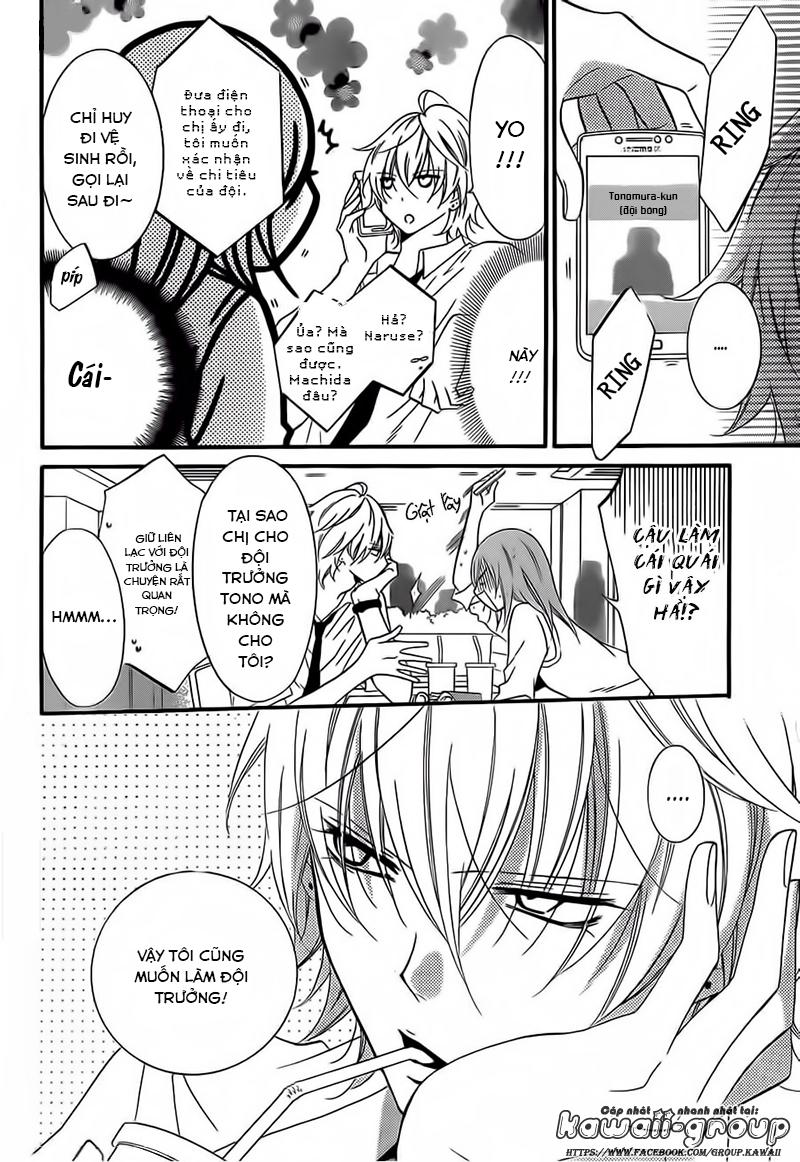 RING
Tonomura-kun
(đội bóng)
....
RING
YO
!!!
NÀY
!!!
Hả?
Naruse?
Ủa? Mà
sao cũng
được.
Machida
đâu?
Đưa điện
thoại cho
chị ấy đi,
tôi muốn
xác nhận
về chi tiêu
của đội.
CHỈ HUY
ĐI VỆ
SINH RỒI,
GỌI LẠI
SAU ĐI~
píp
Cái-
CẬU LÀM
CÁI QUÁI
GÌ VẬY
HẢ!?
Giật lấy
TẠI SAO
CHỊ CHO
ĐỘI
TRƯỞNG
TONO MÀ
KHÔNG
CHO
TÔI?
GIỮ LIÊN
LẠC VỚI ĐỘI
TRƯỞNG LÀ
CHUYỆN RẤT
QUAN
TRỌNG!
HMMM...
....
VẬY TÔI CŨNG
MUỐN LÀM ĐỘI
TRƯỞNG!
Cập nhật nhanh nhất tại:
kawaii-group
HTTPS://WWW.FACEBOOK.COM/GROUP.KAWAII